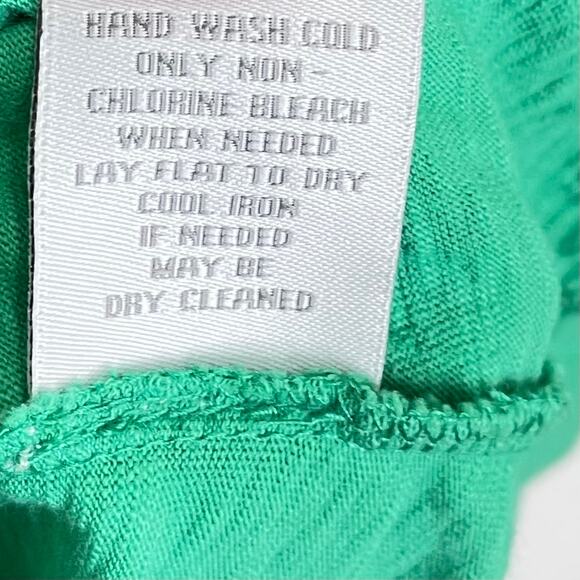 HAND WASH COLD
ONLY NON-
CHLORINE BLEACH
WHEN NEEDED
LAY FLAT TO DRY
COOL IRON
IF NEEDED
MAY BE
DRY CLEANED